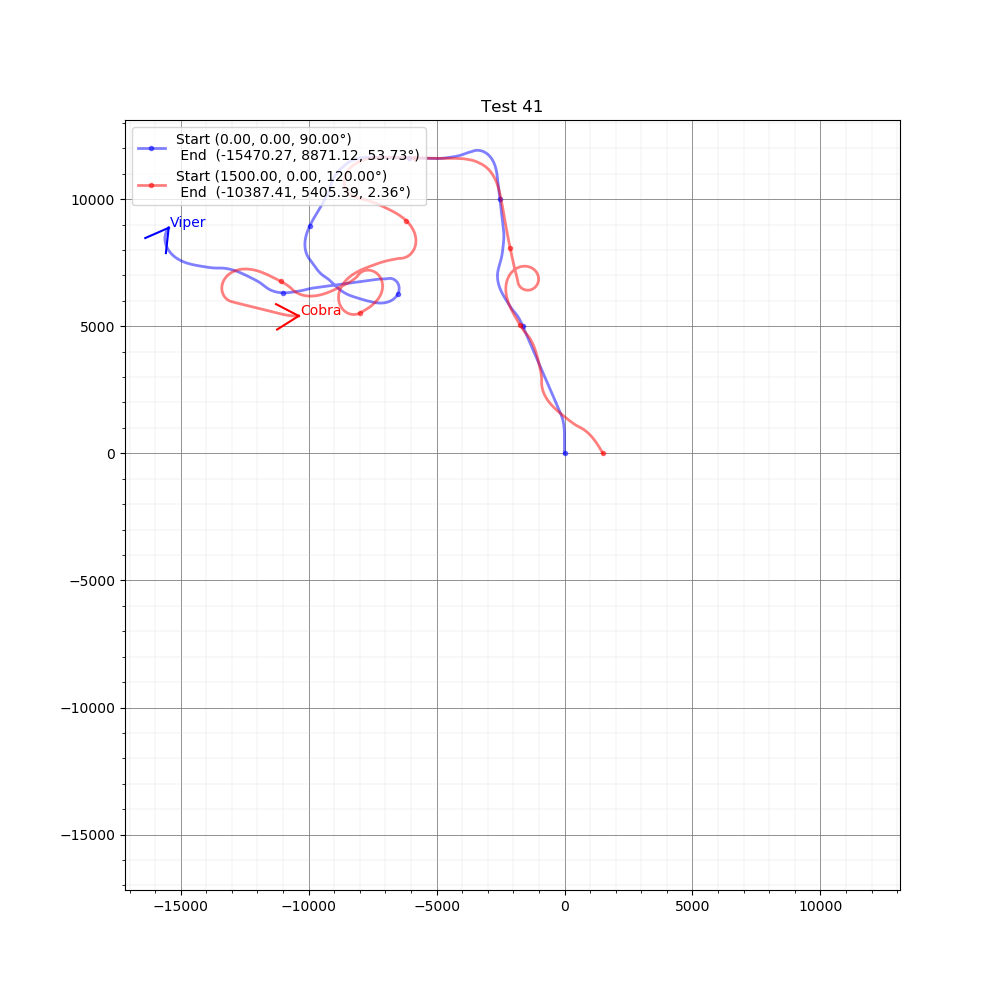 Test 41
Start (0.00, 0.00, 90.00°)
End  (-15470.27, 8871.12, 53.73°)
Start (1500.00, 0.00, 120.00°)
End  (-10387.41, 5405.39, 2.36°)
10000
Viper
5000
Cobra
0
−5000
−10000
−15000
−15000 −10000 −5000 0 5000 10000